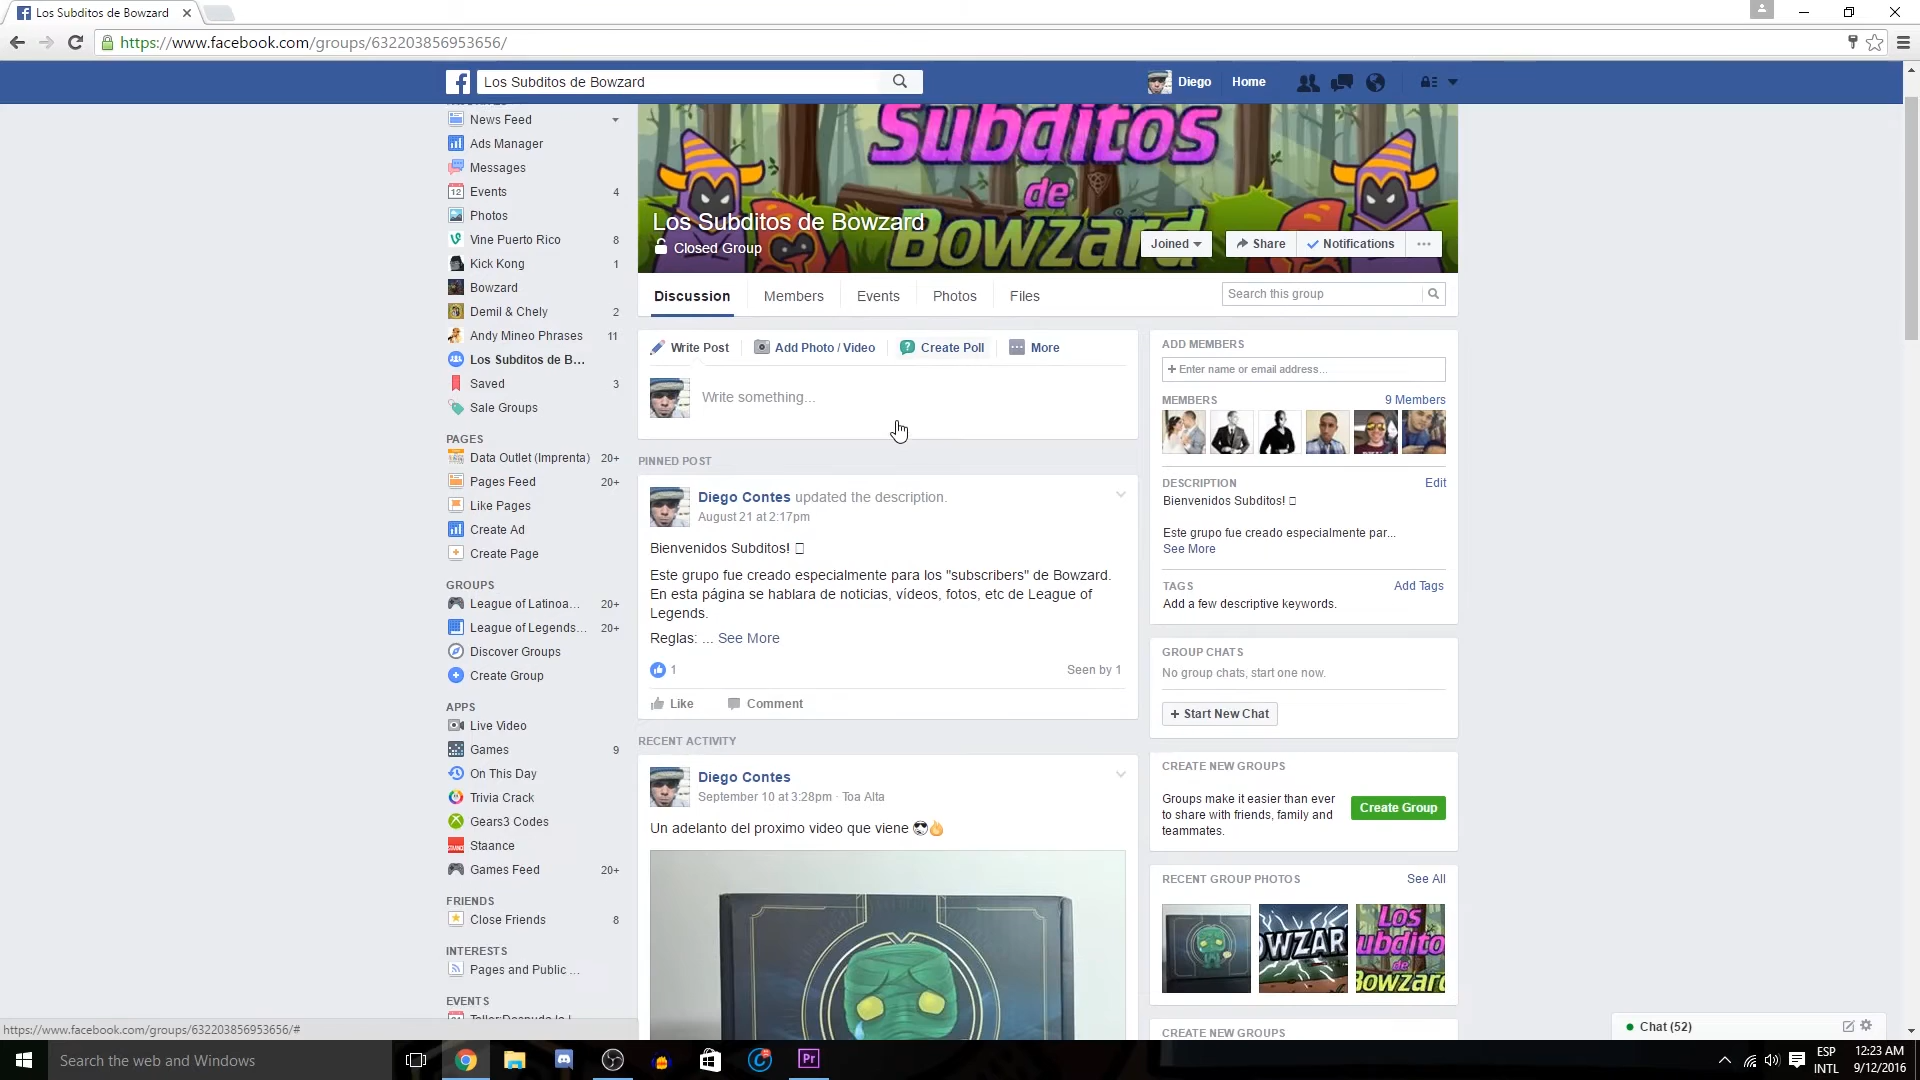 Los Subditos de Bowzard
https://www.facebook.com/groups/632203856953656/
Los Subditos de Bowzard
Diego
Home
News Feed
Ads Manager
Messages
Events 4
Photos
Vine Puerto Rico 8
Kick Kong 1
Bowzard
Demil & Chely 2
Andy Mineo Phrases 11
Los Subditos de B...
Saved 3
Sale Groups
PAGES
Data Outlet (Imprenta) 20+
Pages Feed 20+
Like Pages
Create Ad
Create Page
GROUPS
League of Latinoa... 20+
League of Legends... 20+
Discover Groups
Create Group
APPS
Live Video
Games 9
On This Day
Trivia Crack
Gears3 Codes
Staance
Games Feed 20+
FRIENDS
Close Friends 8
INTERESTS
Pages and Public ...
EVENTS
https://www.facebook.com/groups/632203856953656/#
Subditos
de
Bowzard
Los Subditos de Bowzard
Closed Group
Joined
Share
Notifications
Discussion
Members
Events
Photos
Files
Search this group
Write Post
Add Photo / Video
Create Poll
More
Write something...
PINNED POST
Diego Contes updated the description.
August 21 at 2:17pm
Bienvenidos Subditos!
Este grupo fue creado especialmente para los "subscribers" de Bowzard.
En esta página se hablara de noticias, vídeos, fotos, etc de League of
Legends.
Reglas: ... See More
1
Seen by 1
Like
Comment
RECENT ACTIVITY
Diego Contes
September 10 at 3:28pm · Toa Alta
Un adelanto del proximo video que viene 😎👌
ADD MEMBERS
+ Enter name or email address...
MEMBERS
9 Members
DESCRIPTION
Edit
Bienvenidos Subditos!
Este grupo fue creado especialmente par...
See More
TAGS
Add Tags
Add a few descriptive keywords.
GROUP CHATS
No group chats, start one now.
+ Start New Chat
CREATE NEW GROUPS
Groups make it easier than ever
to share with friends, family and
teammates.
Create Group
RECENT GROUP PHOTOS
See All
OWZAR
Los
ubdito
de
Bowzard
CREATE NEW GROUPS
Chat (52)
Search the web and Windows
Pr
ESP
INTL
12:23 AM
9/12/2016